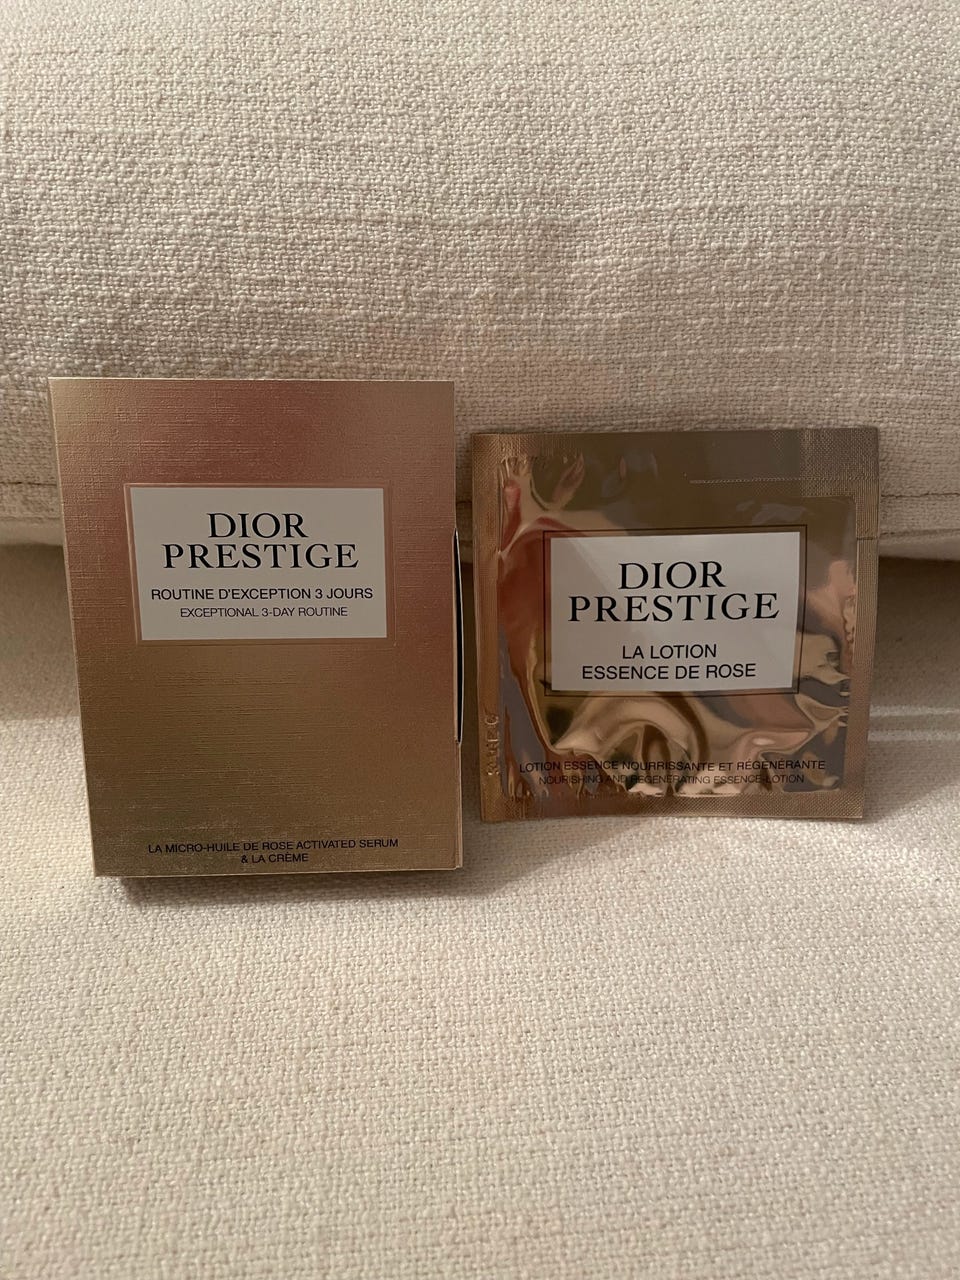 DIOR
PRESTIGE
ROUTINE D'EXCEPTION 3 JOURS
EXCEPTIONAL 3-DAY ROUTINE
LA MICRO-HUILE DE ROSE ACTIVATED SERUM
& LA CRÈME
DIOR
PRESTIGE
LA LOTION
ESSENCE DE ROSE
LOTION ESSENCE NOURRISSANTE ET RÉGÉNÉRANTE
NOURISHING AND REGENERATING ESSENCE-LOTION